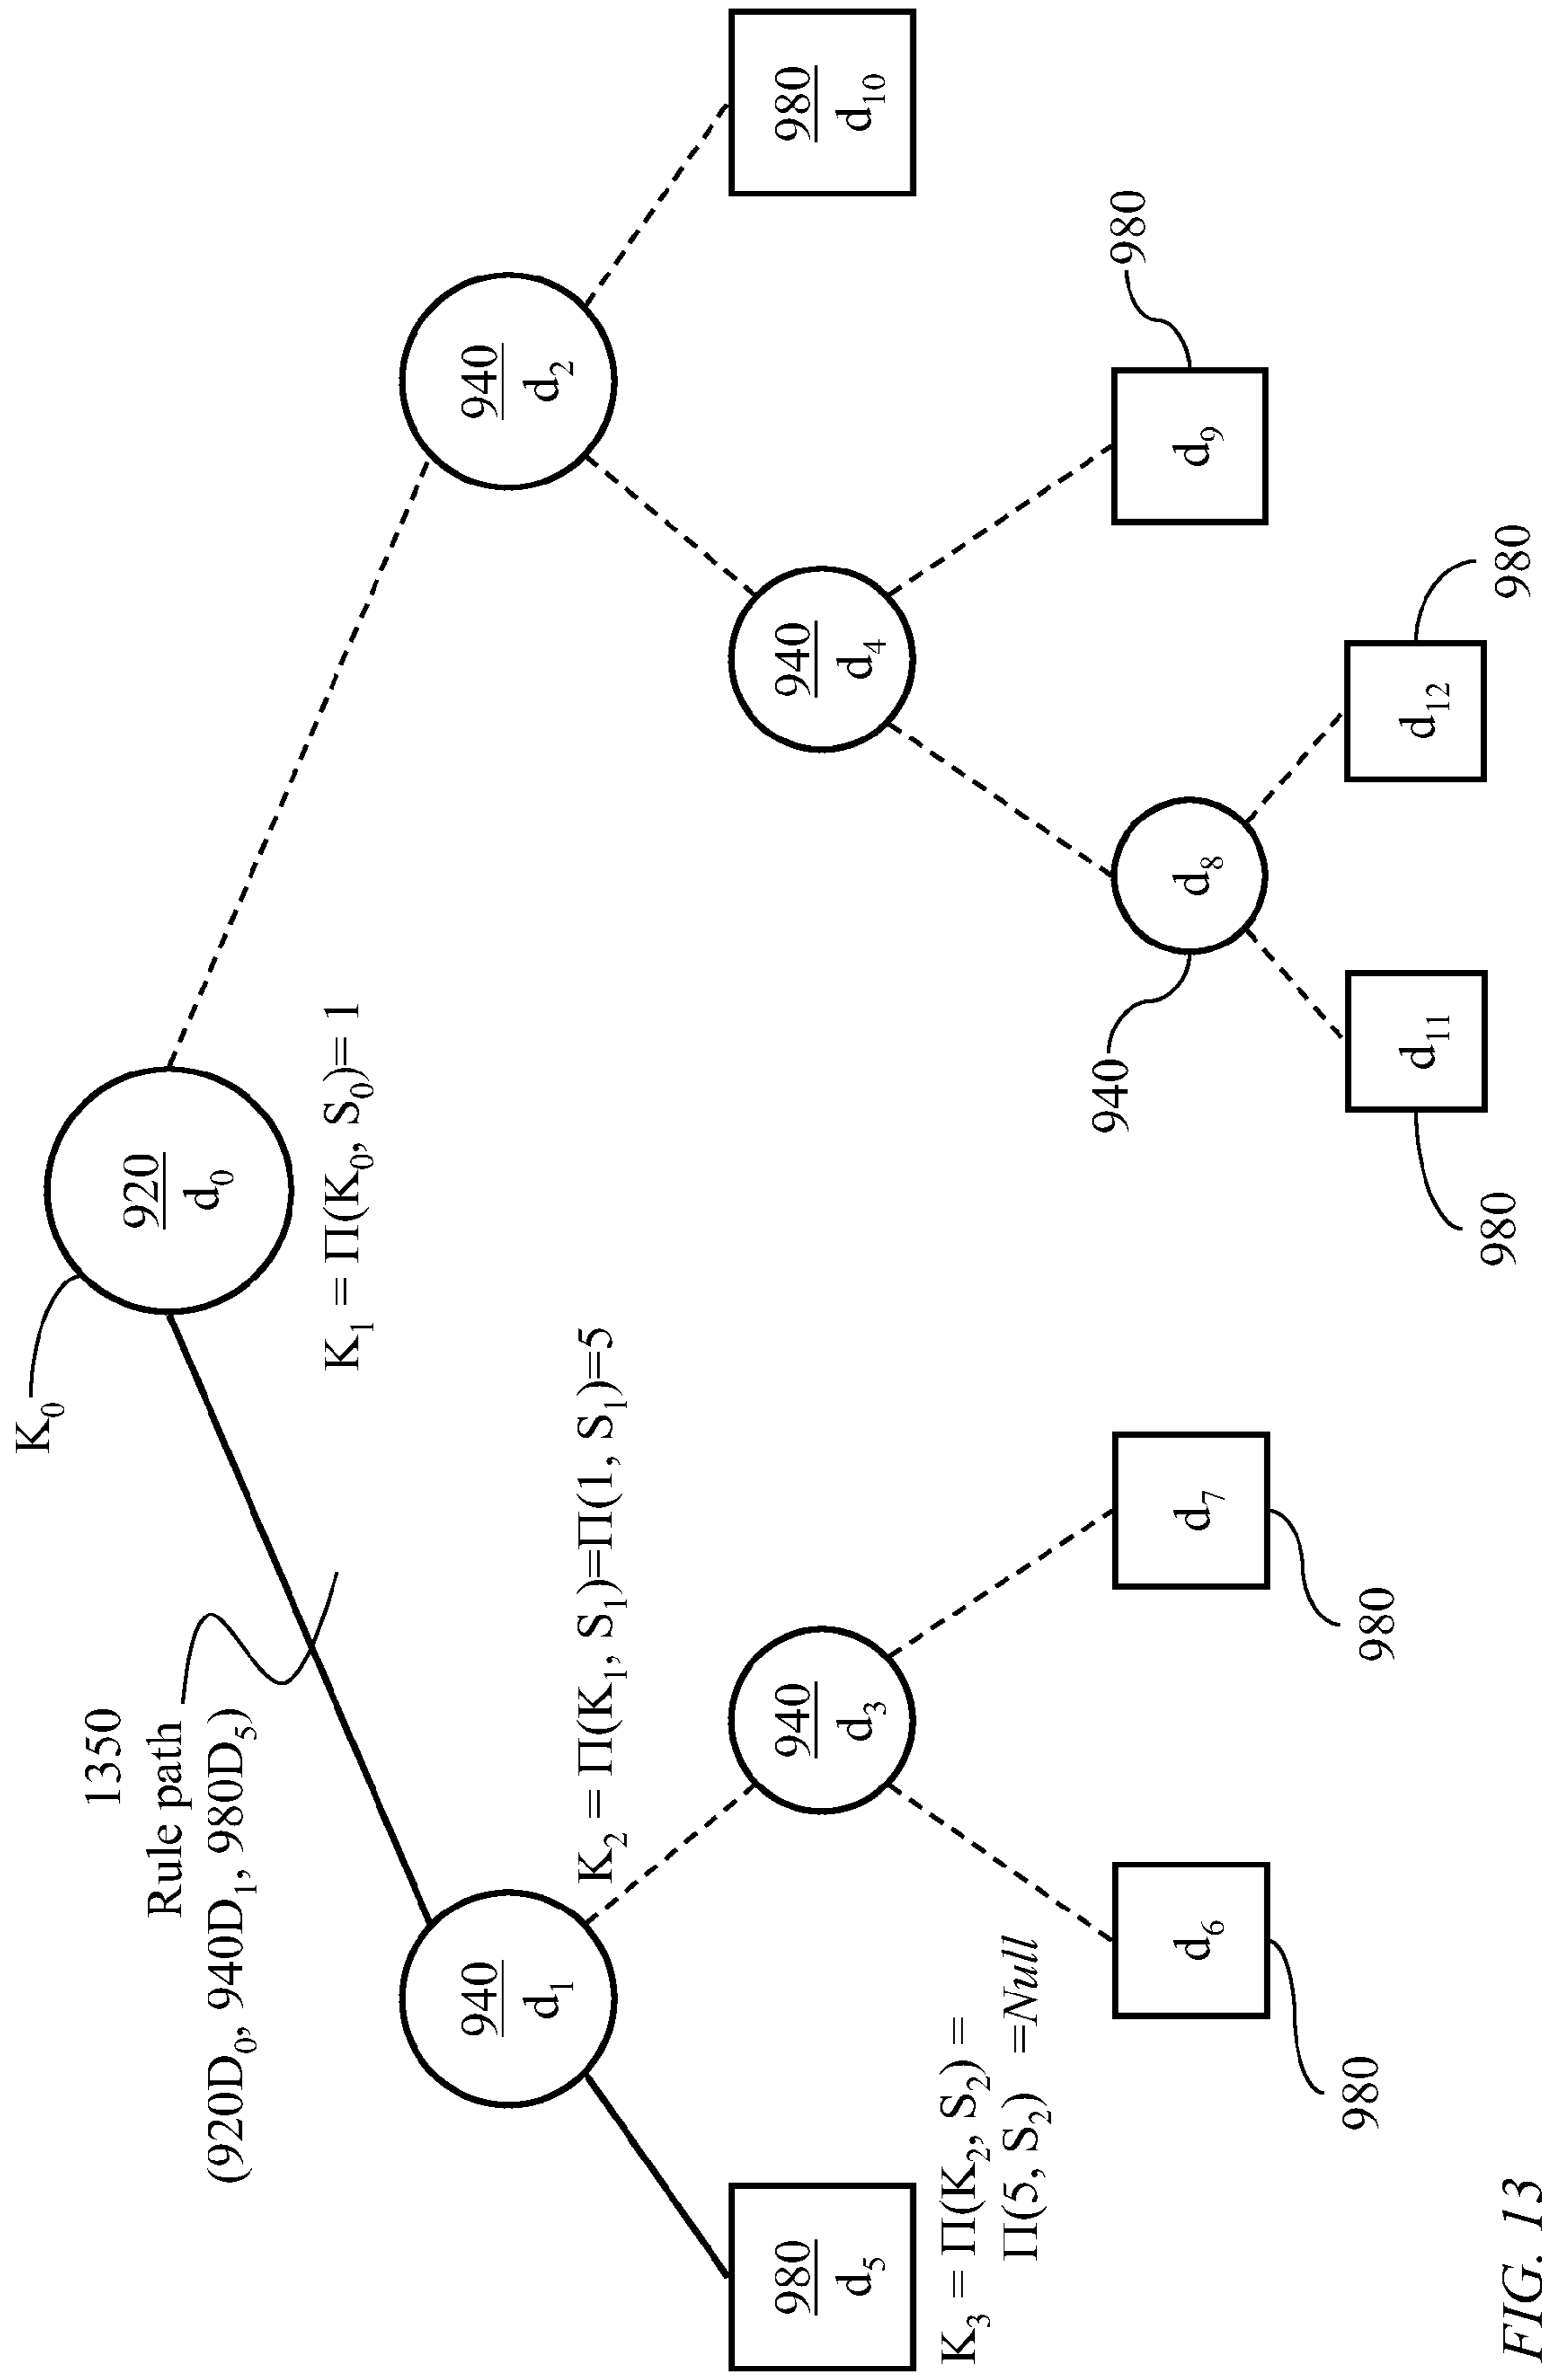 K₀
920
d₀
K₁ = Π(K₀, S₀)= 1
1350
Rule path
(920D₀, 940D₁, 980D₅)
940
d₁
940
d₂
K₂ = Π(K₁, S₁)=Π(1, S₁)=5
980
d₅
940
d₃
940
d₄
980
d₁₀
K₃ = Π(K₂, S₂) =
Π(5, S₂) =Null
d₆
980
d₇
980
940
d₈
d₉
980
d₁₁
980
d₁₂
980
FIG. 13